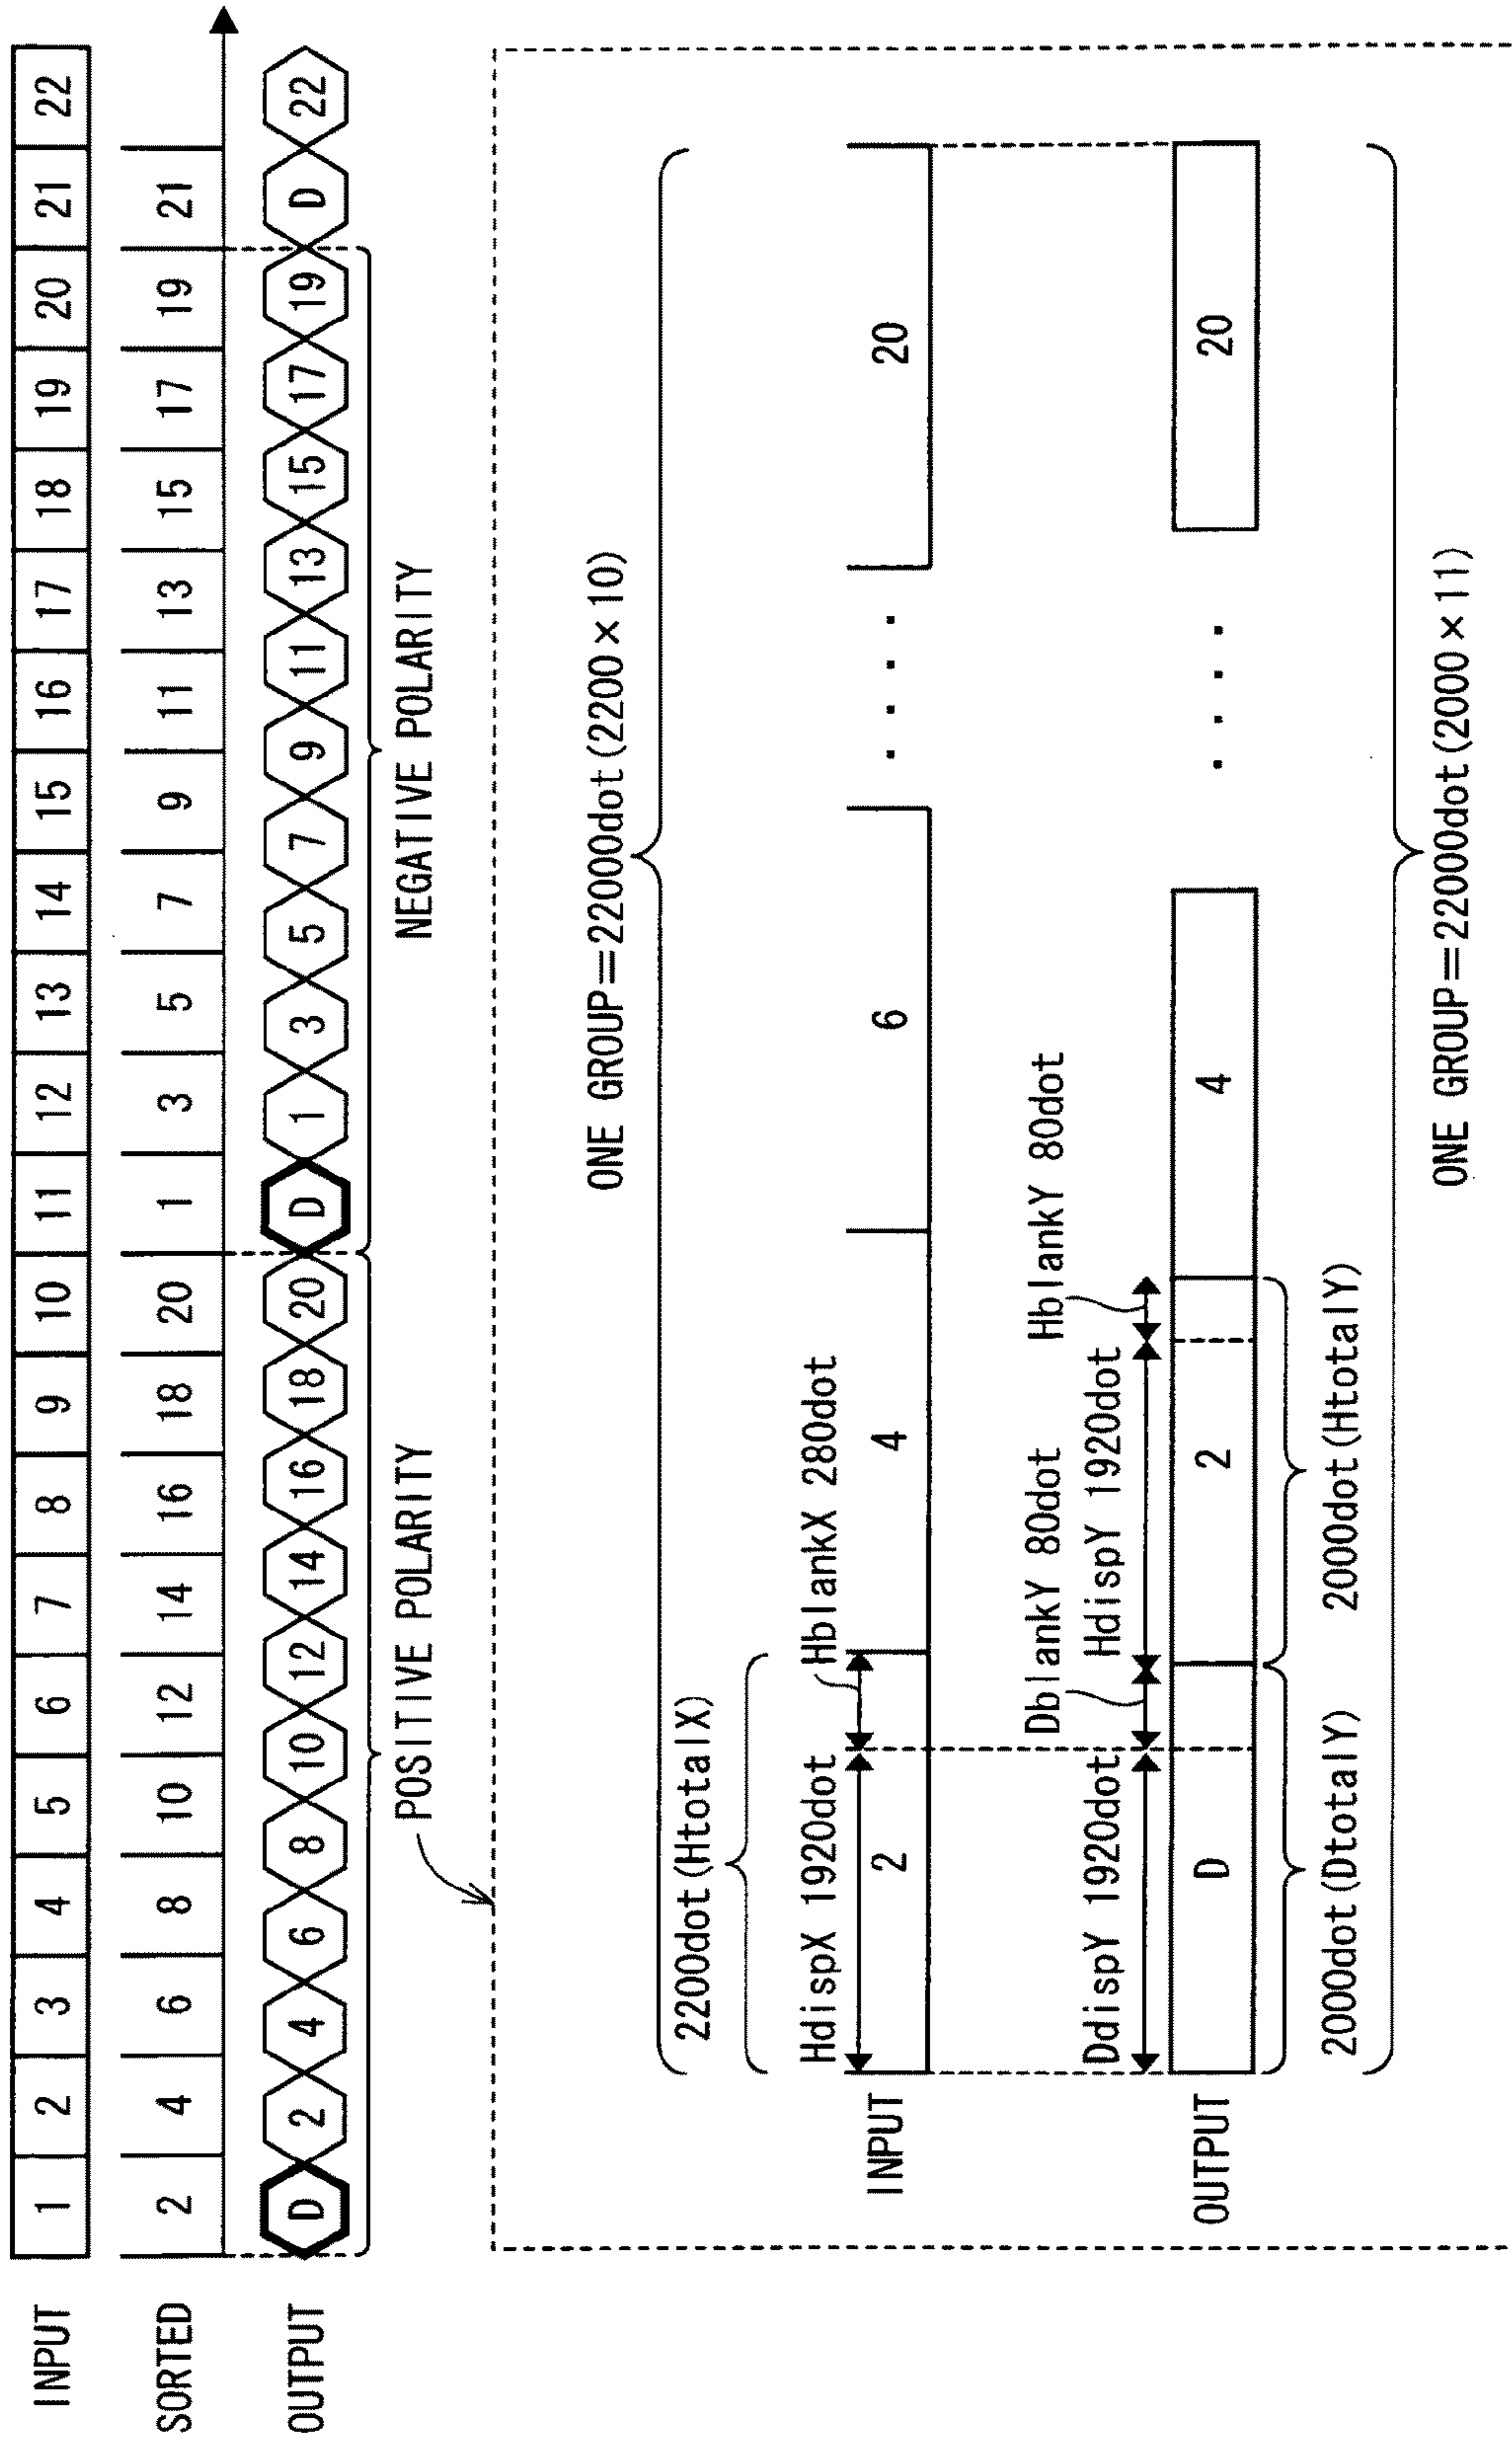 INPUT 1 2 3 4 5 6 7 8 9 10 11 12 13 14 15 16 17 18 19 20 21 22
SORTED 2 4 6 8 10 12 14 16 18 20 1 3 5 7 9 11 13 15 17 19 21
OUTPUT D 2 4 6 8 10 12 14 16 18 20 D 1 3 5 7 9 11 13 15 17 19 D 22
POSITIVE POLARITY NEGATIVE POLARITY
ONE GROUP=22000dot(2200×10)
2200dot(HtotalX)
HdispX 1920dot HblankX 280dot
INPUT 2 4 6 · · · · 20
DblankY 80dot HblankY 80dot
DdispY 1920dot HdispY 1920dot
OUTPUT D 2 4 · · · · 20
2000dot(DtotalY) 2000dot(HtotalY)
ONE GROUP=22000dot(2000×11)